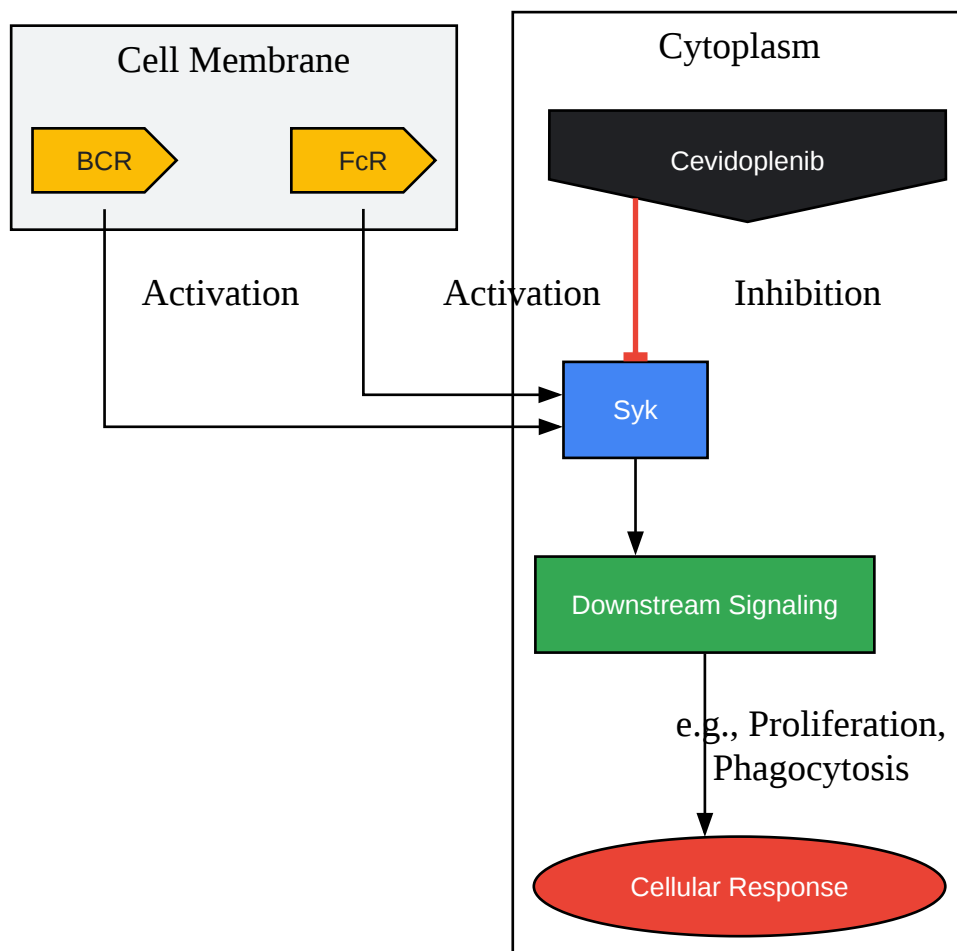 Cell Membrane
BCR
FcR
Activation
Activation
Cytoplasm
Cevidoplenib
Inhibition
Syk
Downstream Signaling
e.g., Proliferation,
Phagocytosis
Cellular Response